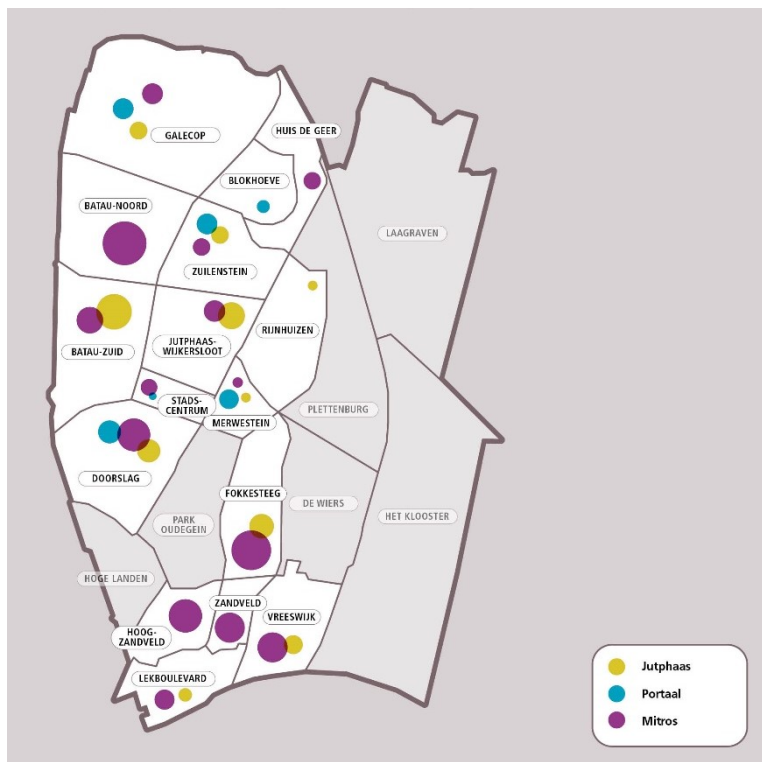 GALECOP
HUIS DE GEER
BLOKHOEVE
BATAU-NOORD
LAAGRAVEN
ZUILENSTEIN
RIJNHUIZEN
JUTPHAAS-
WIJKERSLOOT
BATAU-ZUID
STADS-
CENTRUM
PLETTENBURG
MERWESTEIN
DOORSLAG
FOKKESTEEG
DE WIERS
HET KLOOSTER
PARK
OUDEGEIN
HOGE LANDEN
ZANDVELD
VREESWIJK
HOOG-
ZANDVELD
LEKBOULEVARD
Jutphaas
Portaal
Mitros